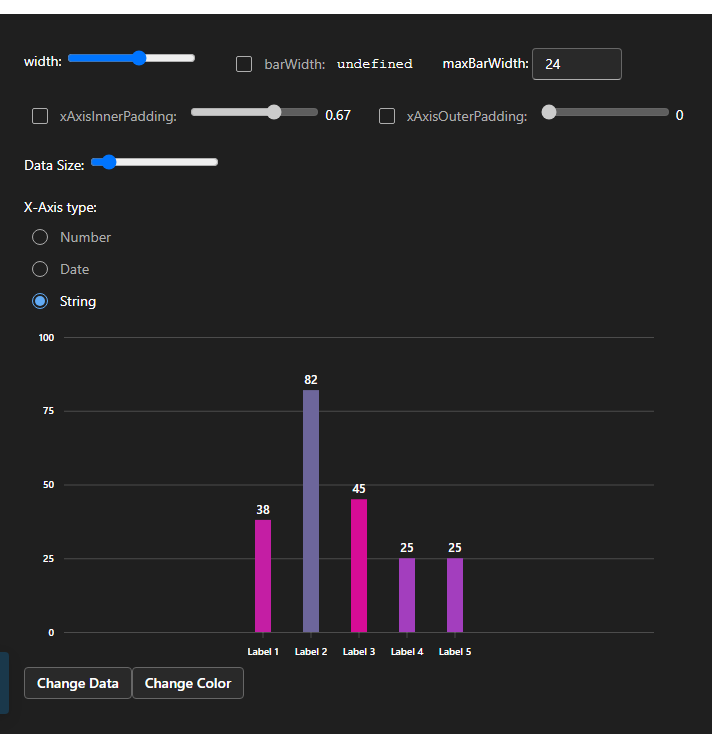 width: barWidth: undefined maxBarWidth: 24
xAxisInnerPadding: 0.67 xAxisOuterPadding: 0
Data Size:
X-Axis type:
Number
Date
String
100
82
75
50
45
38
25 25
25
0
Label 1 Label 2 Label 3 Label 4 Label 5
Change Data Change Color